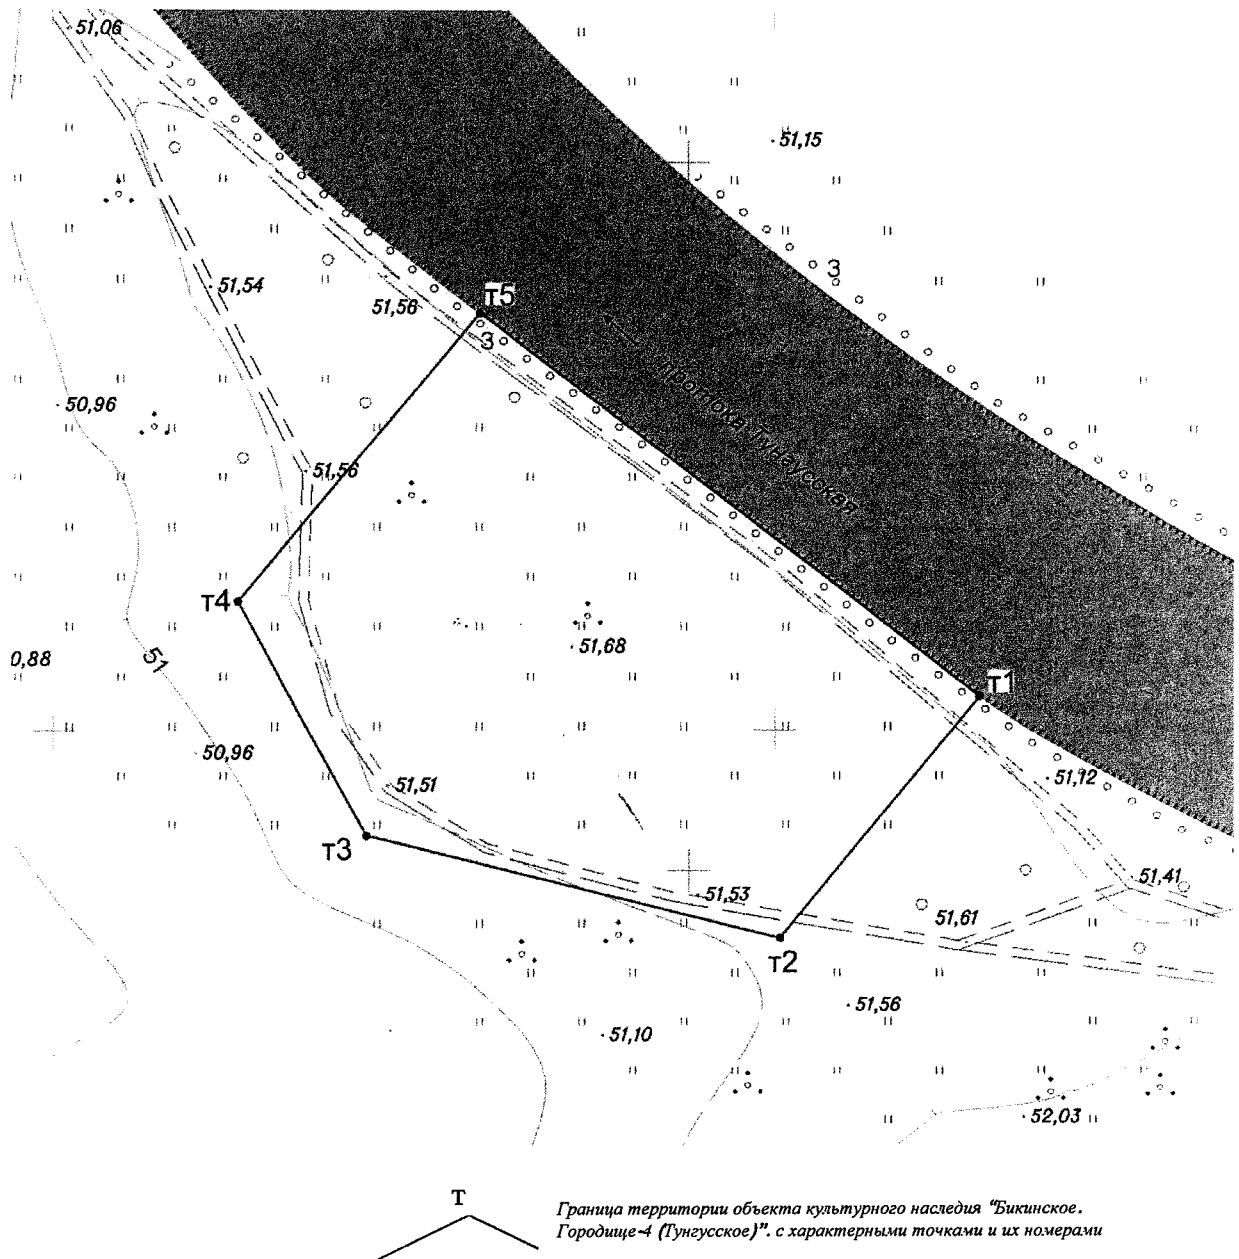 51,06
51,15
3
51,54
51,56
т5
3
50,96
51,56
протока Тунгусская
т4
0,88
51
51,68
т1
50,96
51,12
51,51
т3
51,53
51,61
51,41
т2
51,56
51,10
52,03
Т
Граница территории объекта культурного наследия "Бикинское.
Городище-4 (Тунгусское)". с характерными точками и их номерами